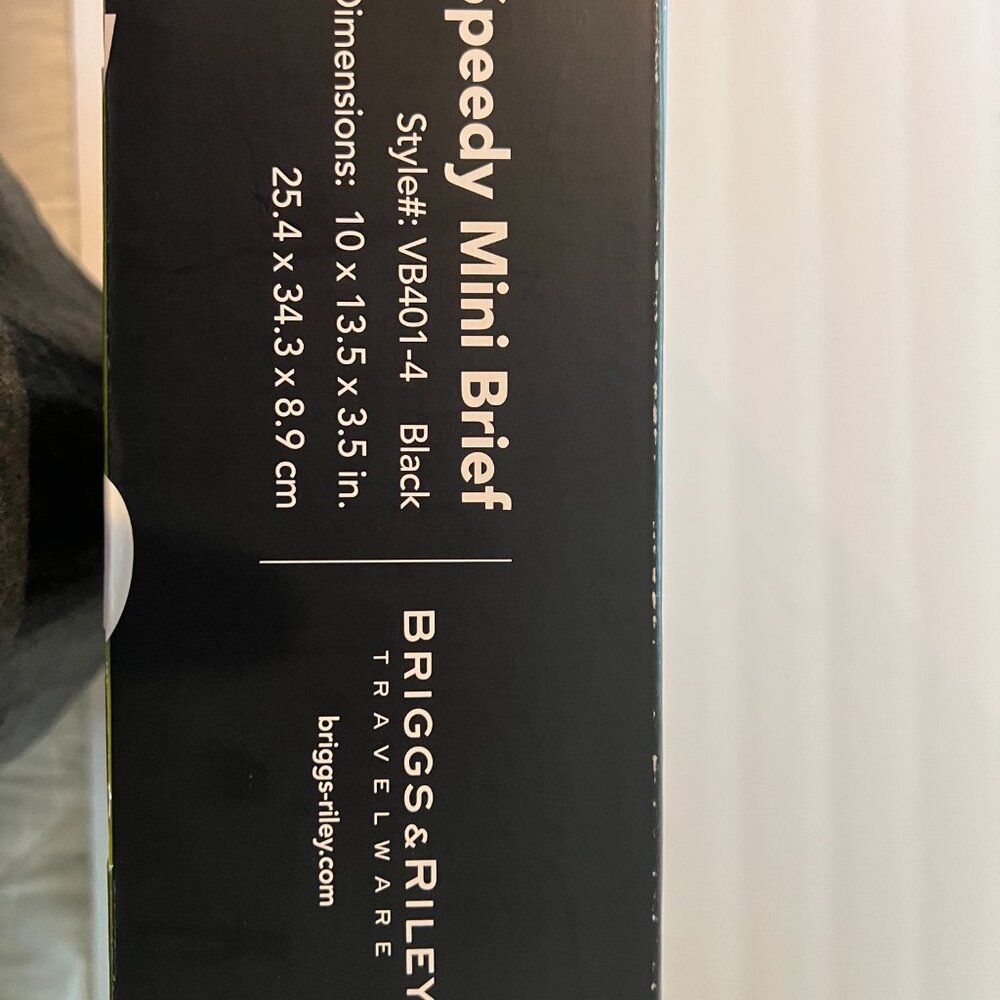 Speedy Mini Brief
Style#: VB401-4 Black
Dimensions: 10 x 13.5 x 3.5 in.
25.4 x 34.3 x 8.9 cm
BRIGGS & RILEY
TRAVELWARE
briggs-riley.com